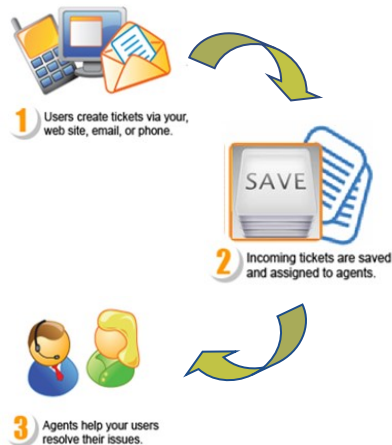 1 Users create tickets via your,
web site, email, or phone.
SAVE
2 Incoming tickets are saved
and assigned to agents.
3 Agents help your users
resolve their issues.